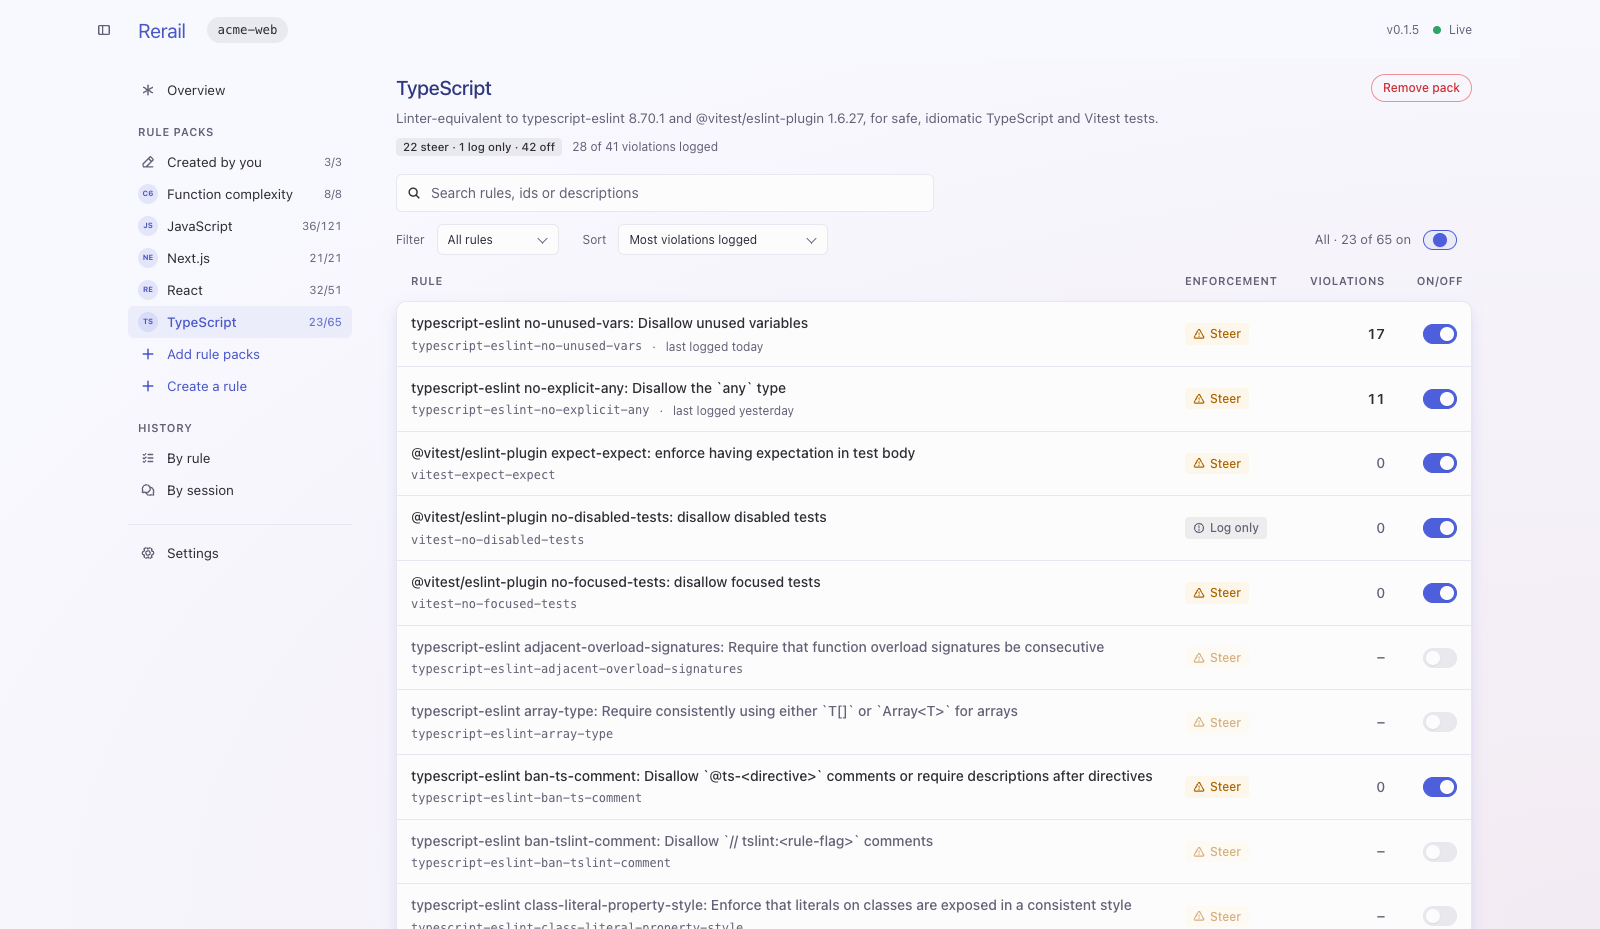 Rerail
acme-web
v0.1.5
Live
Overview
RULE PACKS
Created by you 3/3
C6 Function complexity 8/8
JS JavaScript 36/121
NE Next.js 21/21
RE React 32/51
TS TypeScript 23/65
Add rule packs
Create a rule
HISTORY
By rule
By session
Settings
TypeScript
Remove pack
Linter-equivalent to typescript-eslint 8.70.1 and @vitest/eslint-plugin 1.6.27, for safe, idiomatic TypeScript and Vitest tests.
22 steer · 1 log only · 42 off 28 of 41 violations logged
Search rules, ids or descriptions
Filter All rules Sort Most violations logged All · 23 of 65 on
RULE ENFORCEMENT VIOLATIONS ON/OFF
typescript-eslint no-unused-vars: Disallow unused variables
typescript-eslint-no-unused-vars · last logged today
Steer 17
typescript-eslint no-explicit-any: Disallow the `any` type
typescript-eslint-no-explicit-any · last logged yesterday
Steer 11
@vitest/eslint-plugin expect-expect: enforce having expectation in test body
vitest-expect-expect
Steer 0
@vitest/eslint-plugin no-disabled-tests: disallow disabled tests
vitest-no-disabled-tests
Log only 0
@vitest/eslint-plugin no-focused-tests: disallow focused tests
vitest-no-focused-tests
Steer 0
typescript-eslint adjacent-overload-signatures: Require that function overload signatures be consecutive
typescript-eslint-adjacent-overload-signatures
Steer –
typescript-eslint array-type: Require consistently using either `T[]` or `Array<T>` for arrays
typescript-eslint-array-type
Steer –
typescript-eslint ban-ts-comment: Disallow `@ts-<directive>` comments or require descriptions after directives
typescript-eslint-ban-ts-comment
Steer 0
typescript-eslint ban-tslint-comment: Disallow `// tslint:<rule-flag>` comments
typescript-eslint-ban-tslint-comment
Steer –
typescript-eslint class-literal-property-style: Enforce that literals on classes are exposed in a consistent style
typescript-eslint-class-literal-property-style
Steer –